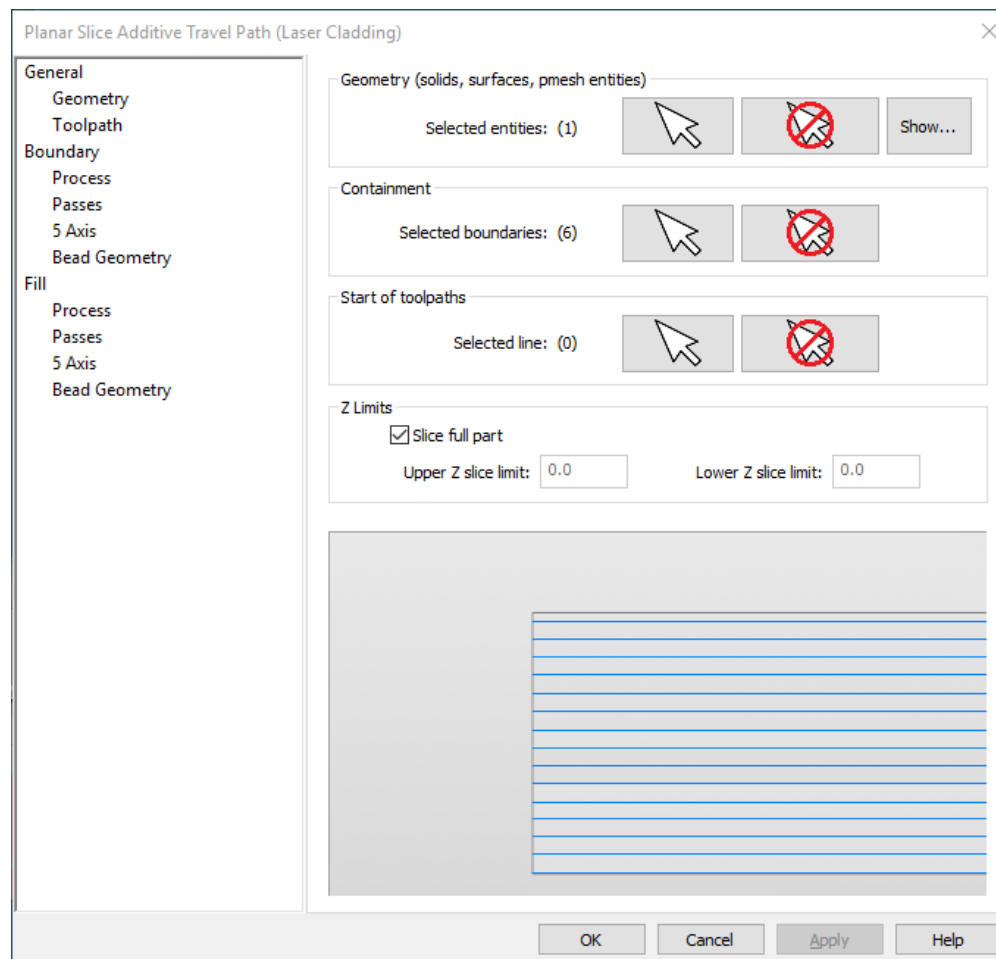 Planar Slice Additive Travel Path (Laser Cladding)
General
Geometry
Toolpath
Boundary
Process
Passes
5 Axis
Bead Geometry
Fill
Process
Passes
5 Axis
Bead Geometry
Geometry (solids, surfaces, pmesh entities)
Selected entities: (1)
Show...
Containment
Selected boundaries: (6)
Start of toolpaths
Selected line: (0)
Z Limits
Slice full part
Upper Z slice limit: 0.0 Lower Z slice limit: 0.0
OK Cancel Apply Help